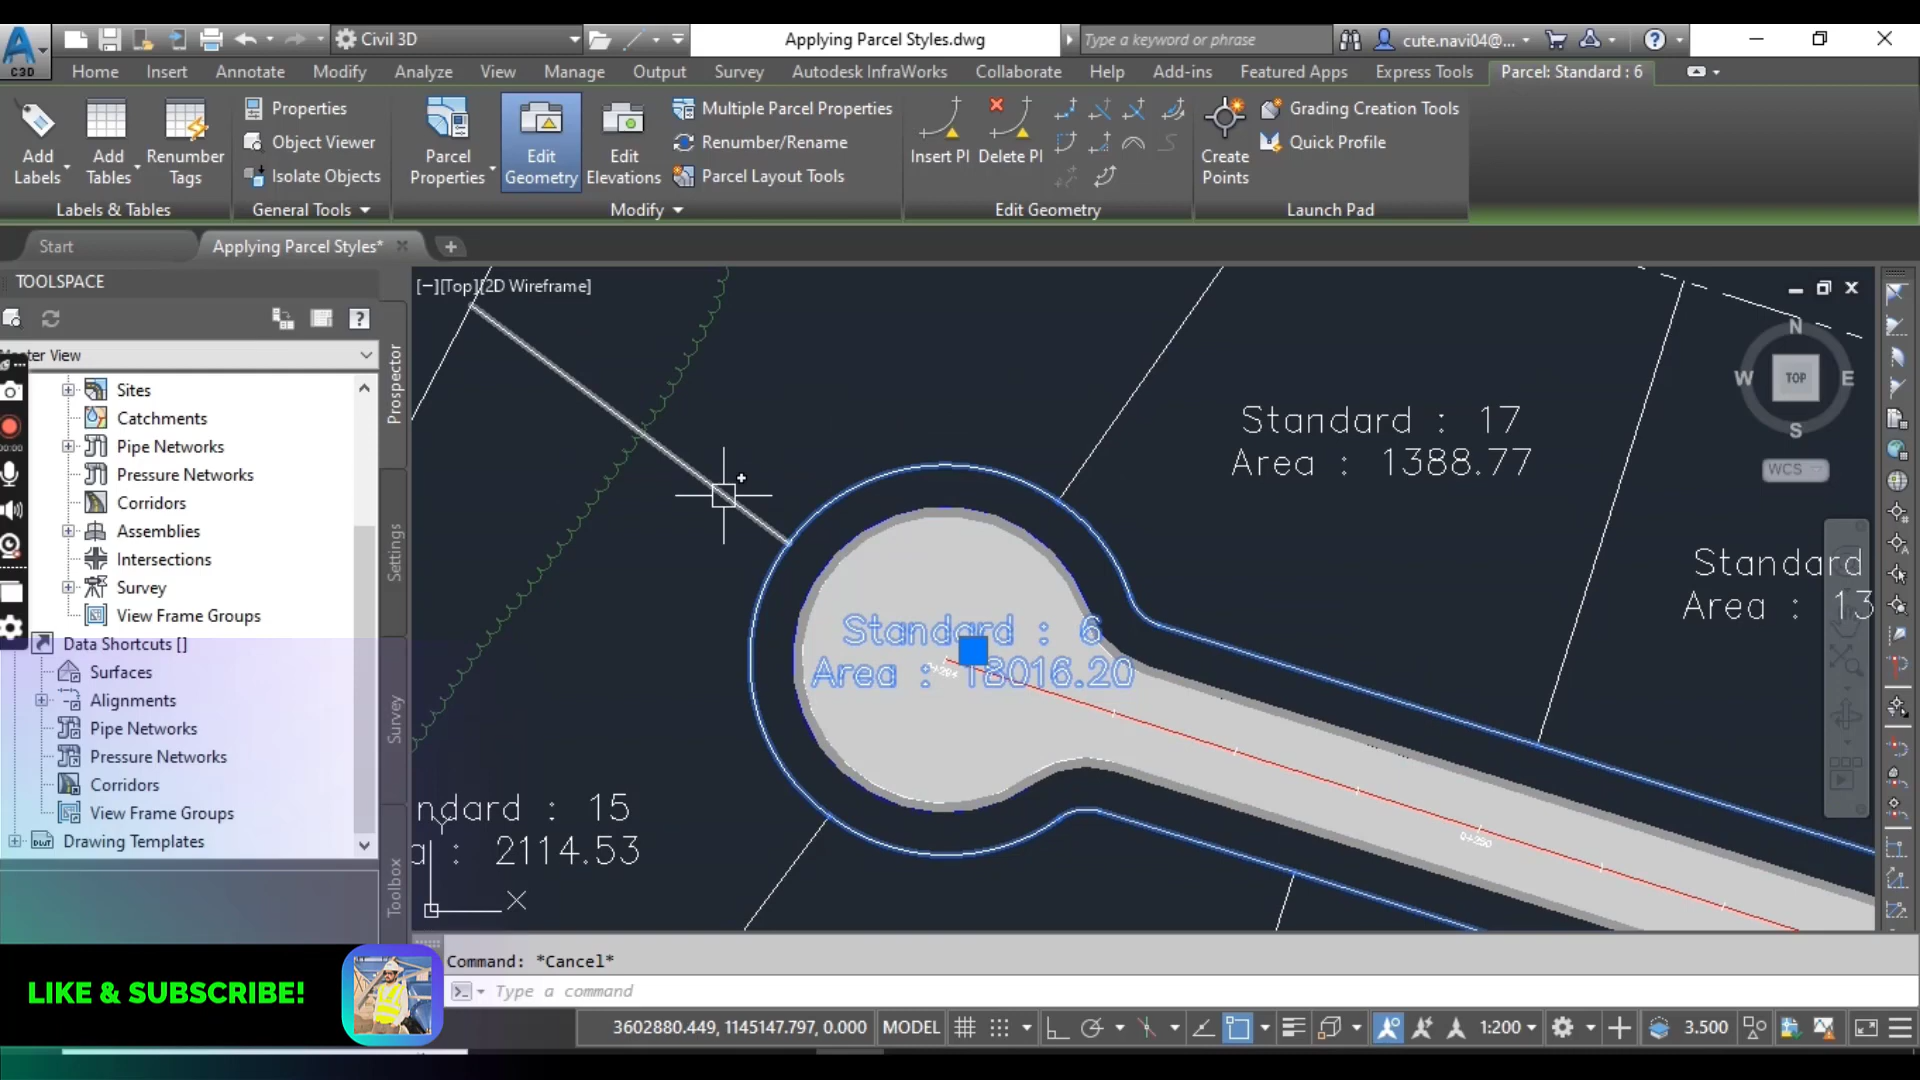 C3D
Civil 3D
Applying Parcel Styles.dwg
Type a keyword or phrase
cute.navi04@...
Home Insert Annotate Modify Analyze View Manage Output Survey Autodesk InfraWorks Collaborate Help Add-ins Featured Apps Express Tools Parcel: Standard : 6
Add Labels
Add Tables
Renumber Tags
Labels & Tables
Properties
Object Viewer
Isolate Objects
General Tools
Parcel Properties
Edit Geometry
Edit Elevations
Multiple Parcel Properties
Renumber/Rename
Parcel Layout Tools
Modify
Insert PI
Delete PI
Edit Geometry
Create Points
Grading Creation Tools
Quick Profile
Launch Pad
Start
Applying Parcel Styles*
TOOLSPACE
ter View
Sites
Catchments
Pipe Networks
Pressure Networks
Corridors
Assemblies
Intersections
Survey
View Frame Groups
Data Shortcuts []
Surfaces
Alignments
Pipe Networks
Pressure Networks
Corridors
View Frame Groups
Drawing Templates
00:00
Prospector
Settings
Survey
Toolbox
[−][Top][2D Wireframe]
N
W TOP E
S
WCS
Standard : 17
Area : 1388.77
Standard
Area : 13
Standard : 6
Area : 18016.20
ndard : 15
: 2114.53
0+250
Y
X
Command: *Cancel*
Type a command
LIKE & SUBSCRIBE!
3602880.449, 1145147.797, 0.000 MODEL 1:200 3.500